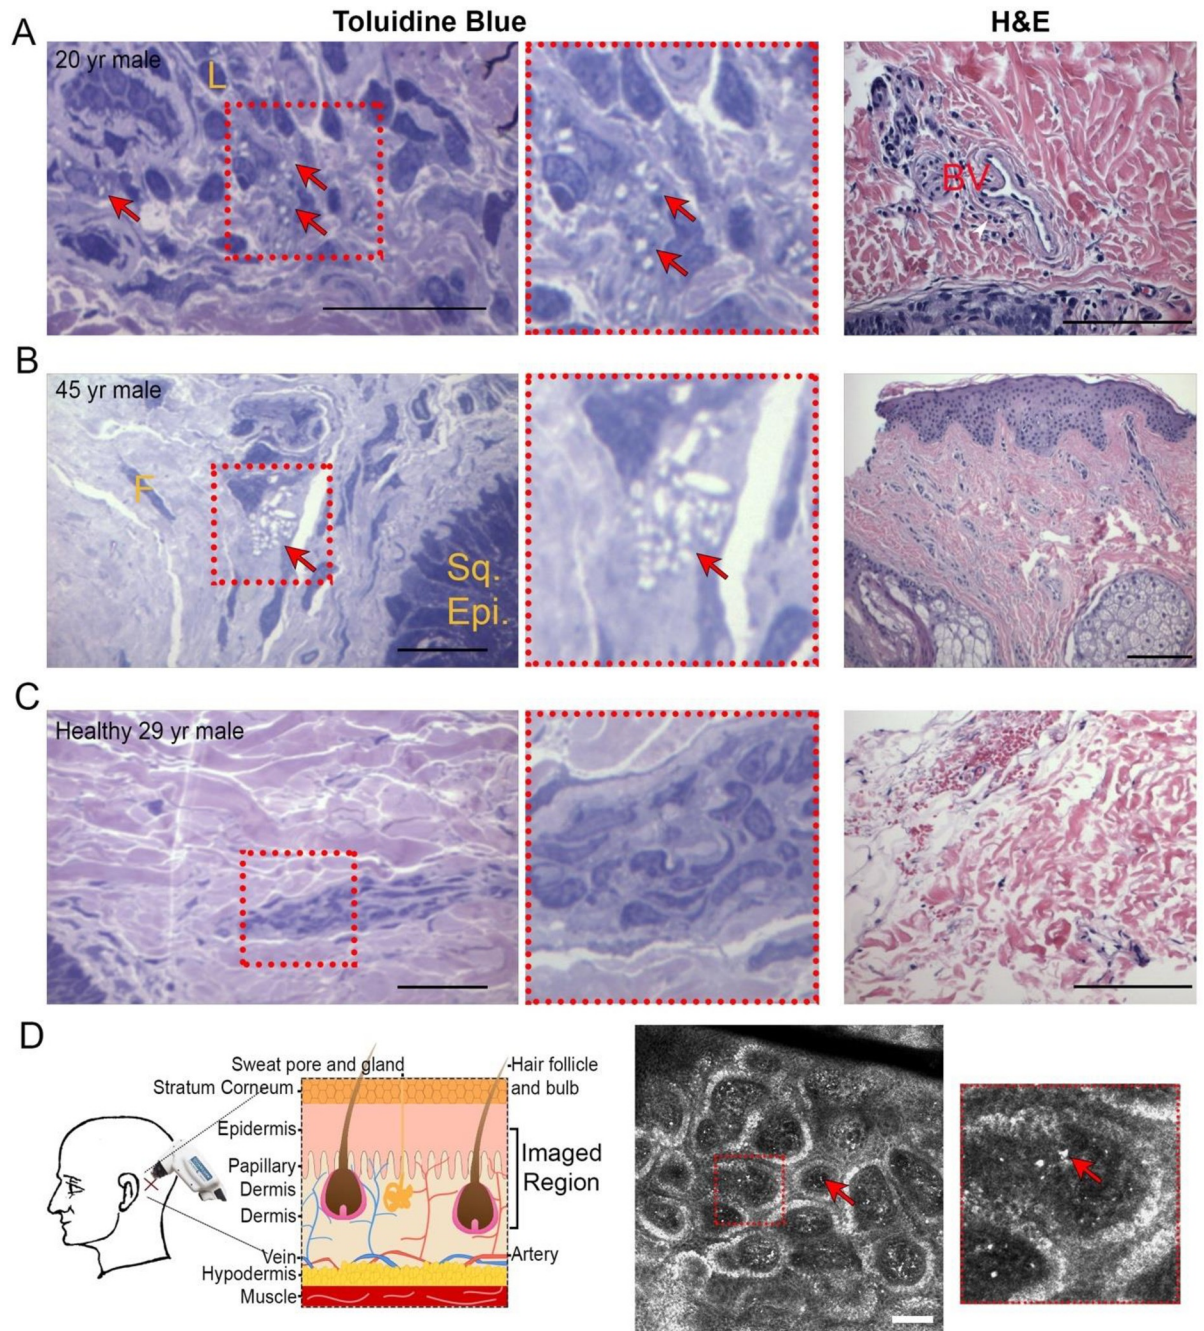 Toluidine Blue
H&E
A
20 yr male
L
BV
B
45 yr male
F
Sq.
Epi.
C
Healthy 29 yr male
D
Sweat pore and gland
Hair follicle
and bulb
Stratum Corneum
Epidermis
Papillary
Dermis
Dermis
Imaged
Region
Vein
Artery
Hypodermis
Muscle